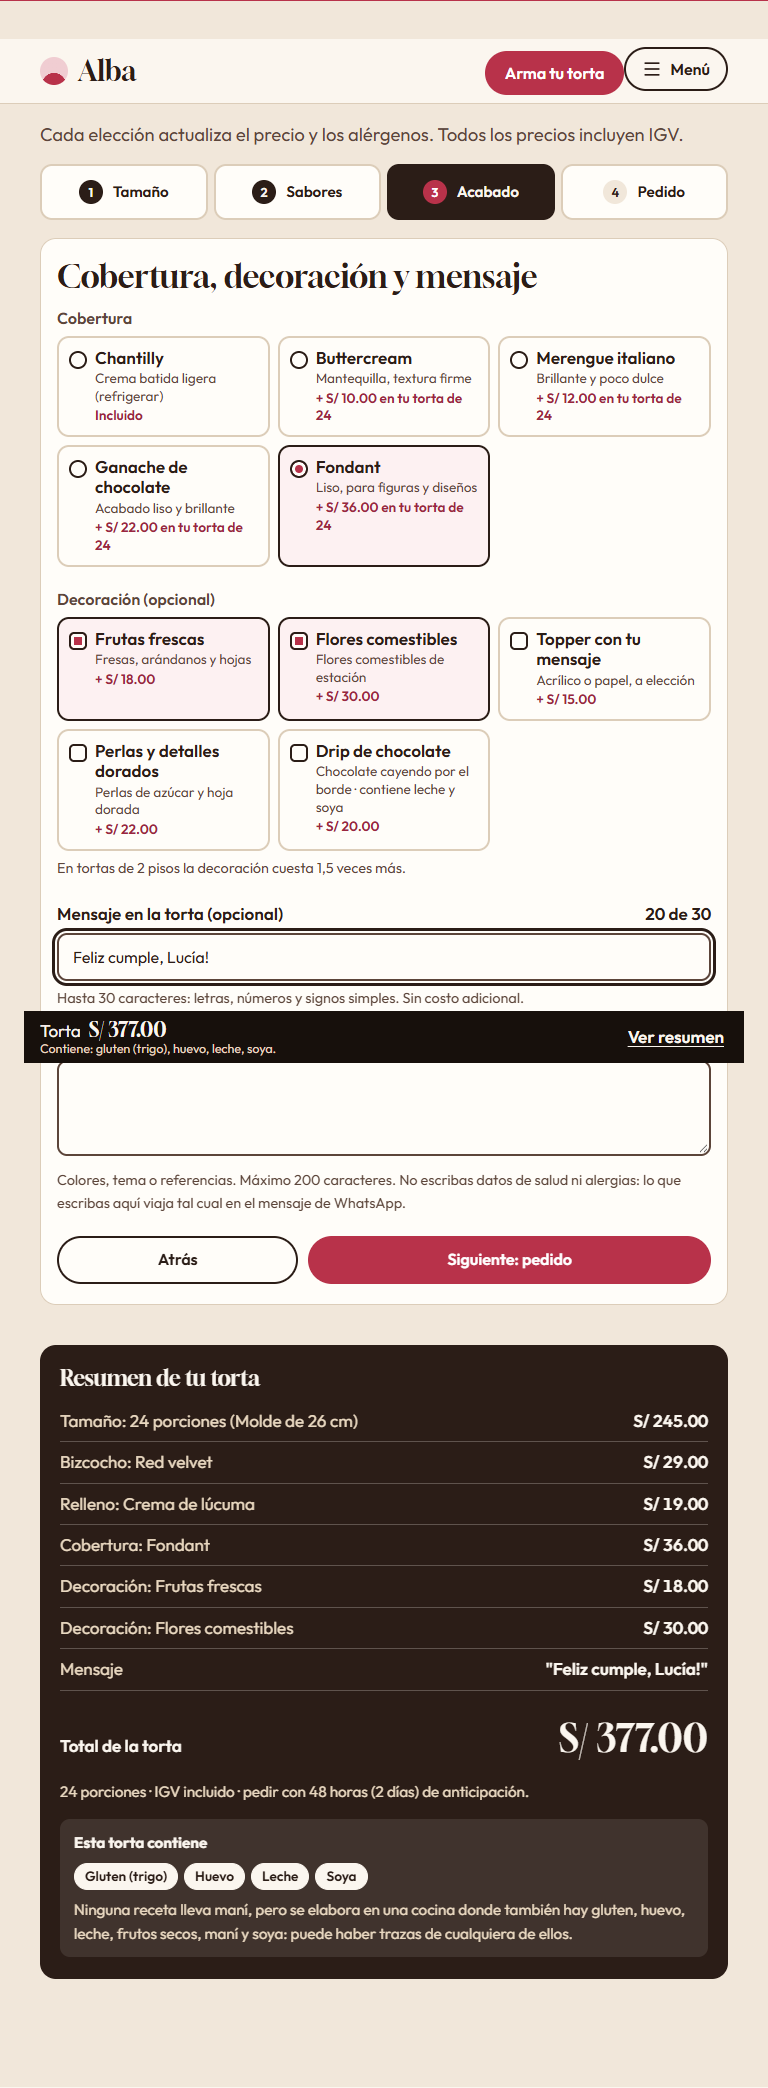 Alba
Arma tu torta
Menú
Cada elección actualiza el precio y los alérgenos. Todos los precios incluyen IGV.
1 Tamaño
2 Sabores
3 Acabado
4 Pedido
Cobertura, decoración y mensaje
Cobertura
Chantilly
Crema batida ligera
(refrigerar)
Incluido
Buttercream
Mantequilla, textura firme
+ S/ 10.00 en tu torta de
24
Merengue italiano
Brillante y poco dulce
+ S/ 12.00 en tu torta de
24
Ganache de
chocolate
Acabado liso y brillante
+ S/ 22.00 en tu torta de
24
Fondant
Liso, para figuras y diseños
+ S/ 36.00 en tu torta de
24
Decoración (opcional)
Frutas frescas
Fresas, arándanos y hojas
+ S/ 18.00
Flores comestibles
Flores comestibles de
estación
+ S/ 30.00
Topper con tu
mensaje
Acrílico o papel, a elección
+ S/ 15.00
Perlas y detalles
dorados
Perlas de azúcar y hoja
dorada
+ S/ 22.00
Drip de chocolate
Chocolate cayendo por el
borde · contiene leche y
soya
+ S/ 20.00
En tortas de 2 pisos la decoración cuesta 1,5 veces más.
Mensaje en la torta (opcional)
20 de 30
Feliz cumple, Lucía!
Hasta 30 caracteres: letras, números y signos simples. Sin costo adicional.
Torta S/ 377.00
Contiene: gluten (trigo), huevo, leche, soya.
Ver resumen
Colores, tema o referencias. Máximo 200 caracteres. No escribas datos de salud ni alergias: lo que
escribas aquí viaja tal cual en el mensaje de WhatsApp.
Atrás
Siguiente: pedido
Resumen de tu torta
Tamaño: 24 porciones (Molde de 26 cm) S/ 245.00
Bizcocho: Red velvet S/ 29.00
Relleno: Crema de lúcuma S/ 19.00
Cobertura: Fondant S/ 36.00
Decoración: Frutas frescas S/ 18.00
Decoración: Flores comestibles S/ 30.00
Mensaje "Feliz cumple, Lucía!"
Total de la torta S/ 377.00
24 porciones · IGV incluido · pedir con 48 horas (2 días) de anticipación.
Esta torta contiene
Gluten (trigo) Huevo Leche Soya
Ninguna receta lleva maní, pero se elabora en una cocina donde también hay gluten, huevo,
leche, frutos secos, maní y soya: puede haber trazas de cualquiera de ellos.